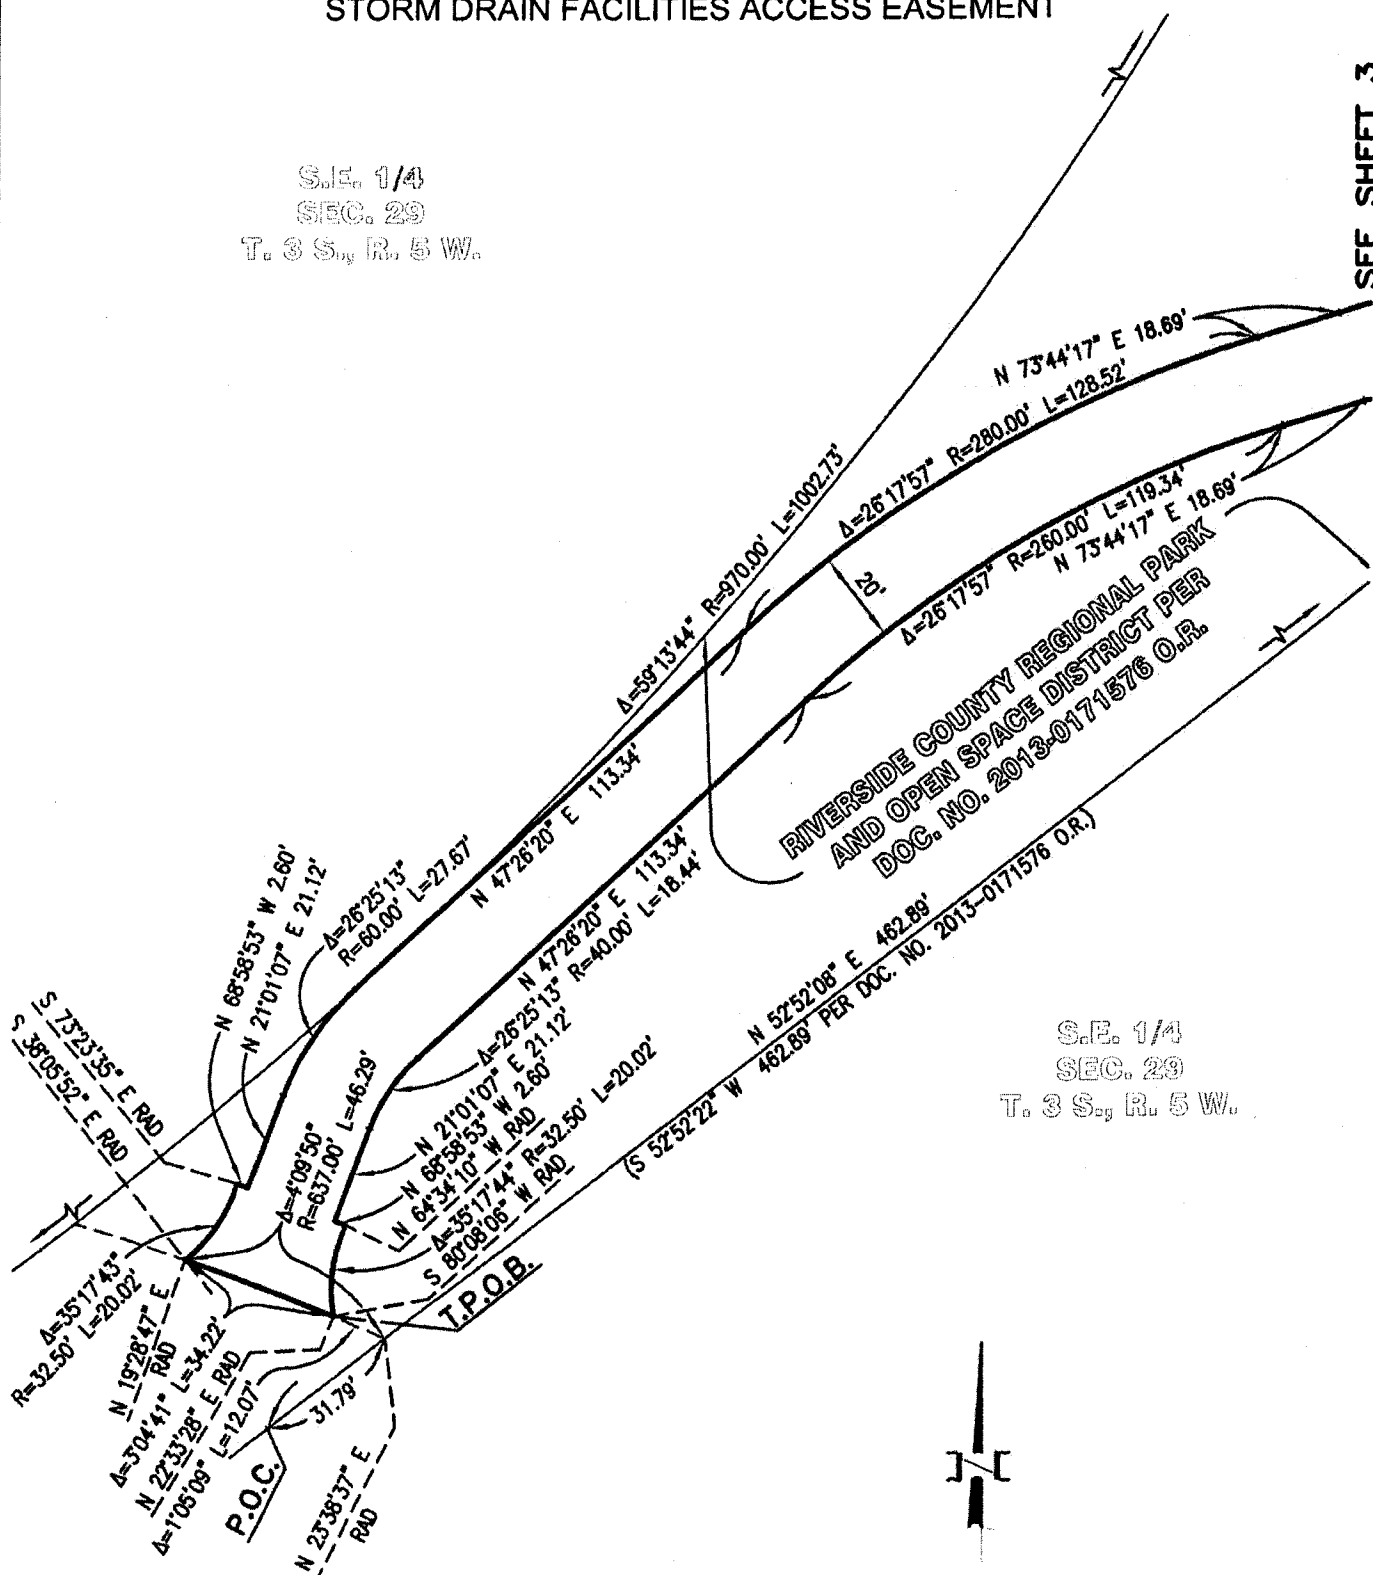 STORM DRAIN FACILITIES ACCESS EASEMENT
SEE SHEET 3
S.E. 1/4
SEC. 29
T. 3 S., R. 5 W.
N 73°44'17" E 18.69'
Δ=26°17'57" R=280.00' L=128.52'
Δ=26°17'57" R=260.00' L=119.34'
N 73°44'17" E 18.69'
20'
Δ=59°13'44" R=970.00' L=1002.73'
RIVERSIDE COUNTY REGIONAL PARK
AND OPEN SPACE DISTRICT PER
DOC. NO. 2013-0171576 O.R.
N 47°26'20" E 113.34'
N 47°26'20" E 113.34'
Δ=26°25'13" R=40.00' L=18.44'
Δ=26°25'13"
R=60.00' L=27.67'
N 68°58'53" W 2.60'
N 21°01'07" E 21.12'
S 73°23'35" E RAD
S 38°05'52" E RAD
Δ=4°09'50"
R=637.00' L=46.29'
N 21°01'07" E 21.12'
N 68°58'53" W 2.60'
N 64°34'10" W RAD
Δ=35°17'44" R=32.50' L=20.02'
S 80°08'06" W RAD
T.P.O.B.
N 52°52'08" E 462.89'
(S 52°52'22" W 462.89' PER DOC. NO. 2013-0171576 O.R.)
S.E. 1/4
SEC. 29
T. 3 S., R. 5 W.
Δ=35°17'43"
R=32.50' L=20.02'
N 19°28'47" E
RAD
Δ=3°04'41" L=34.22'
N 22°33'28" E RAD
Δ=1°05'09" L=12.07'
31.79'
P.O.C.
N 23°38'37" E
RAD